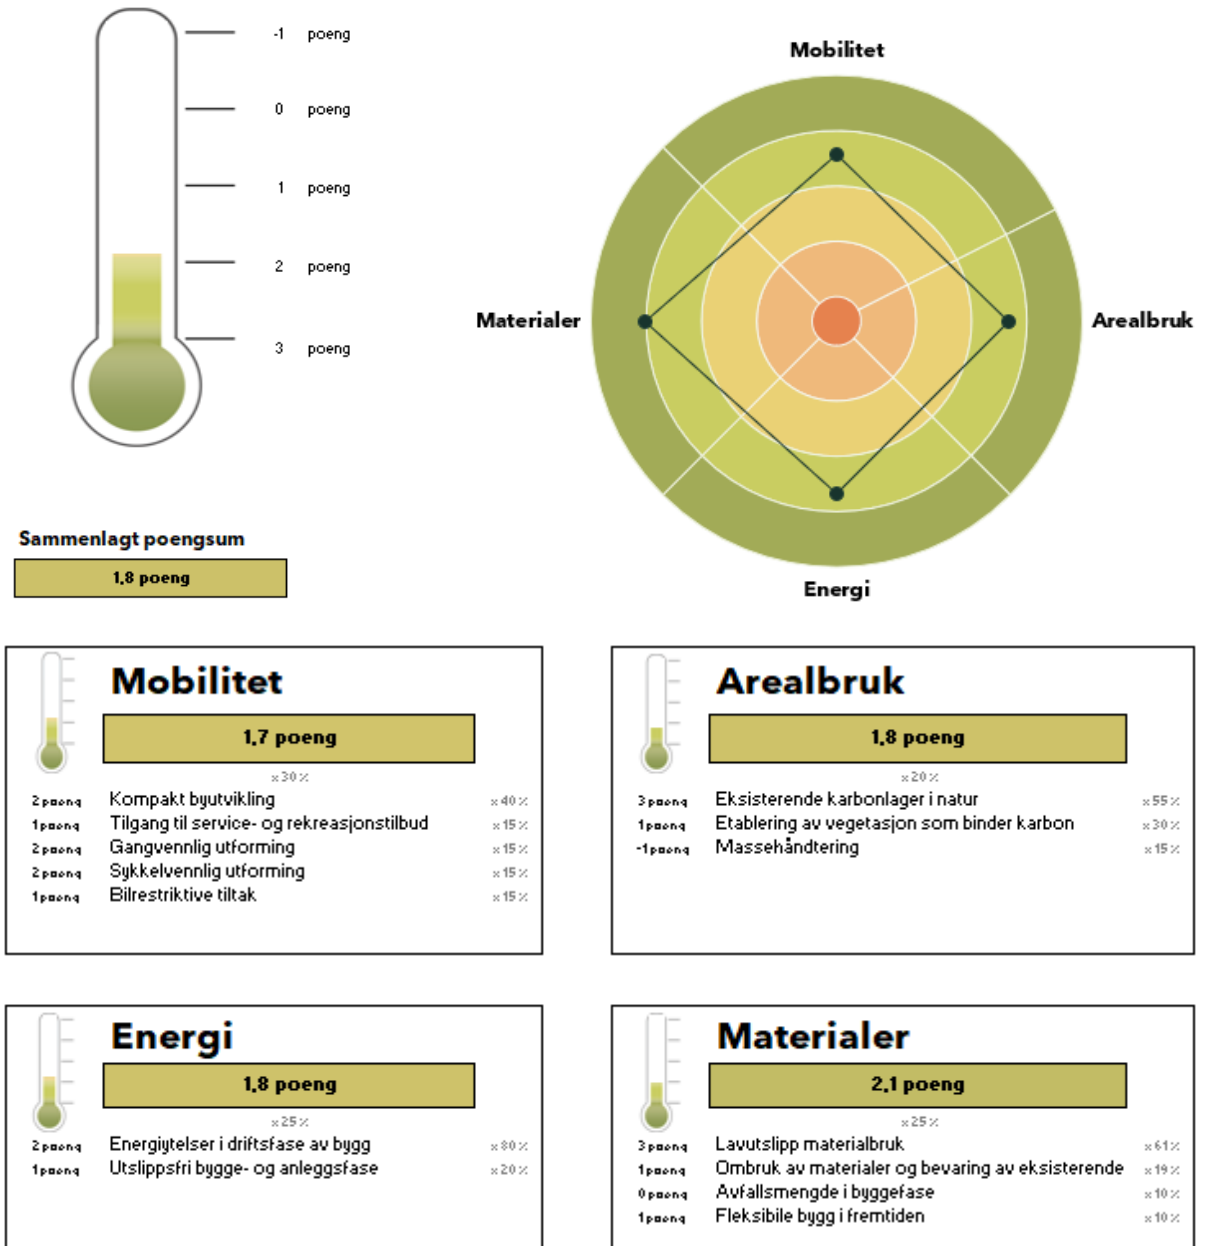 -1 poeng
0 poeng
1 poeng
2 poeng
3 poeng
Mobilitet
Materialer
Arealbruk
Energi
Sammenlagt poengsum
1,8 poeng
Mobilitet
1,7 poeng
x30%
2 poeng Kompakt byutvikling x40%
1 poeng Tilgang til service- og rekreasjonstilbud x15%
2 poeng Gangvennlig utforming x15%
2 poeng Sykkelvennlig utforming x15%
1 poeng Bilrestriktive tiltak x15%
Arealbruk
1,8 poeng
x20%
3 poeng Eksisterende karbonlager i natur x55%
1 poeng Etablering av vegetasjon som binder karbon x30%
-1 poeng Massehåndtering x15%
Energi
1,8 poeng
x25%
2 poeng Energiytelser i driftsfase av bygg x80%
1 poeng Utslippsfri bygge- og anleggsfase x20%
Materialer
2,1 poeng
x25%
3 poeng Lavutslipp materialbruk x61%
1 poeng Ombruk av materialer og bevaring av eksisterende x19%
0 poeng Avfallsmengde i byggefase x10%
1 poeng Fleksibile bygg i fremtiden x10%